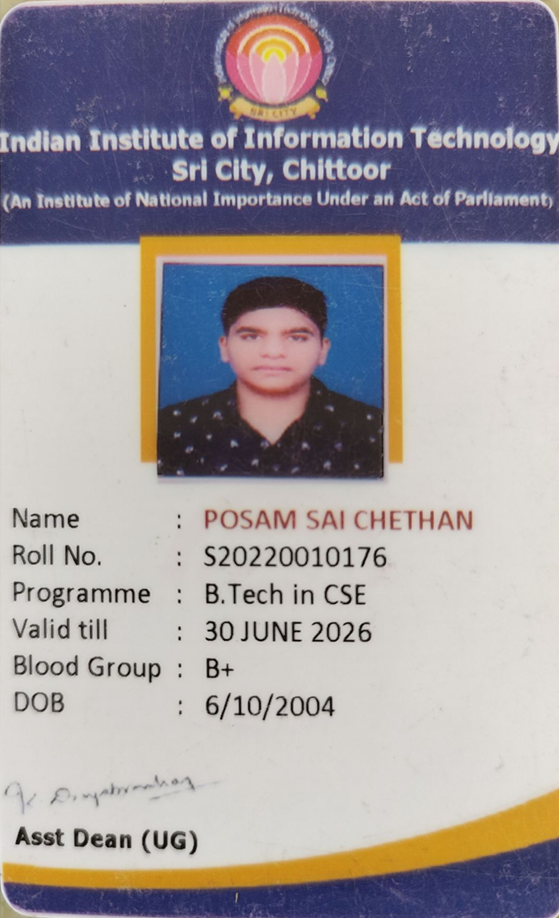 SRI CITY
Indian Institute of Information Technology
Sri City, Chittoor
(An Institute of National Importance Under an Act of Parliament)
Name : POSAM SAI CHETHAN
Roll No. : S20220010176
Programme : B.Tech in CSE
Valid till : 30 JUNE 2026
Blood Group : B+
DOB : 6/10/2004
Asst Dean (UG)